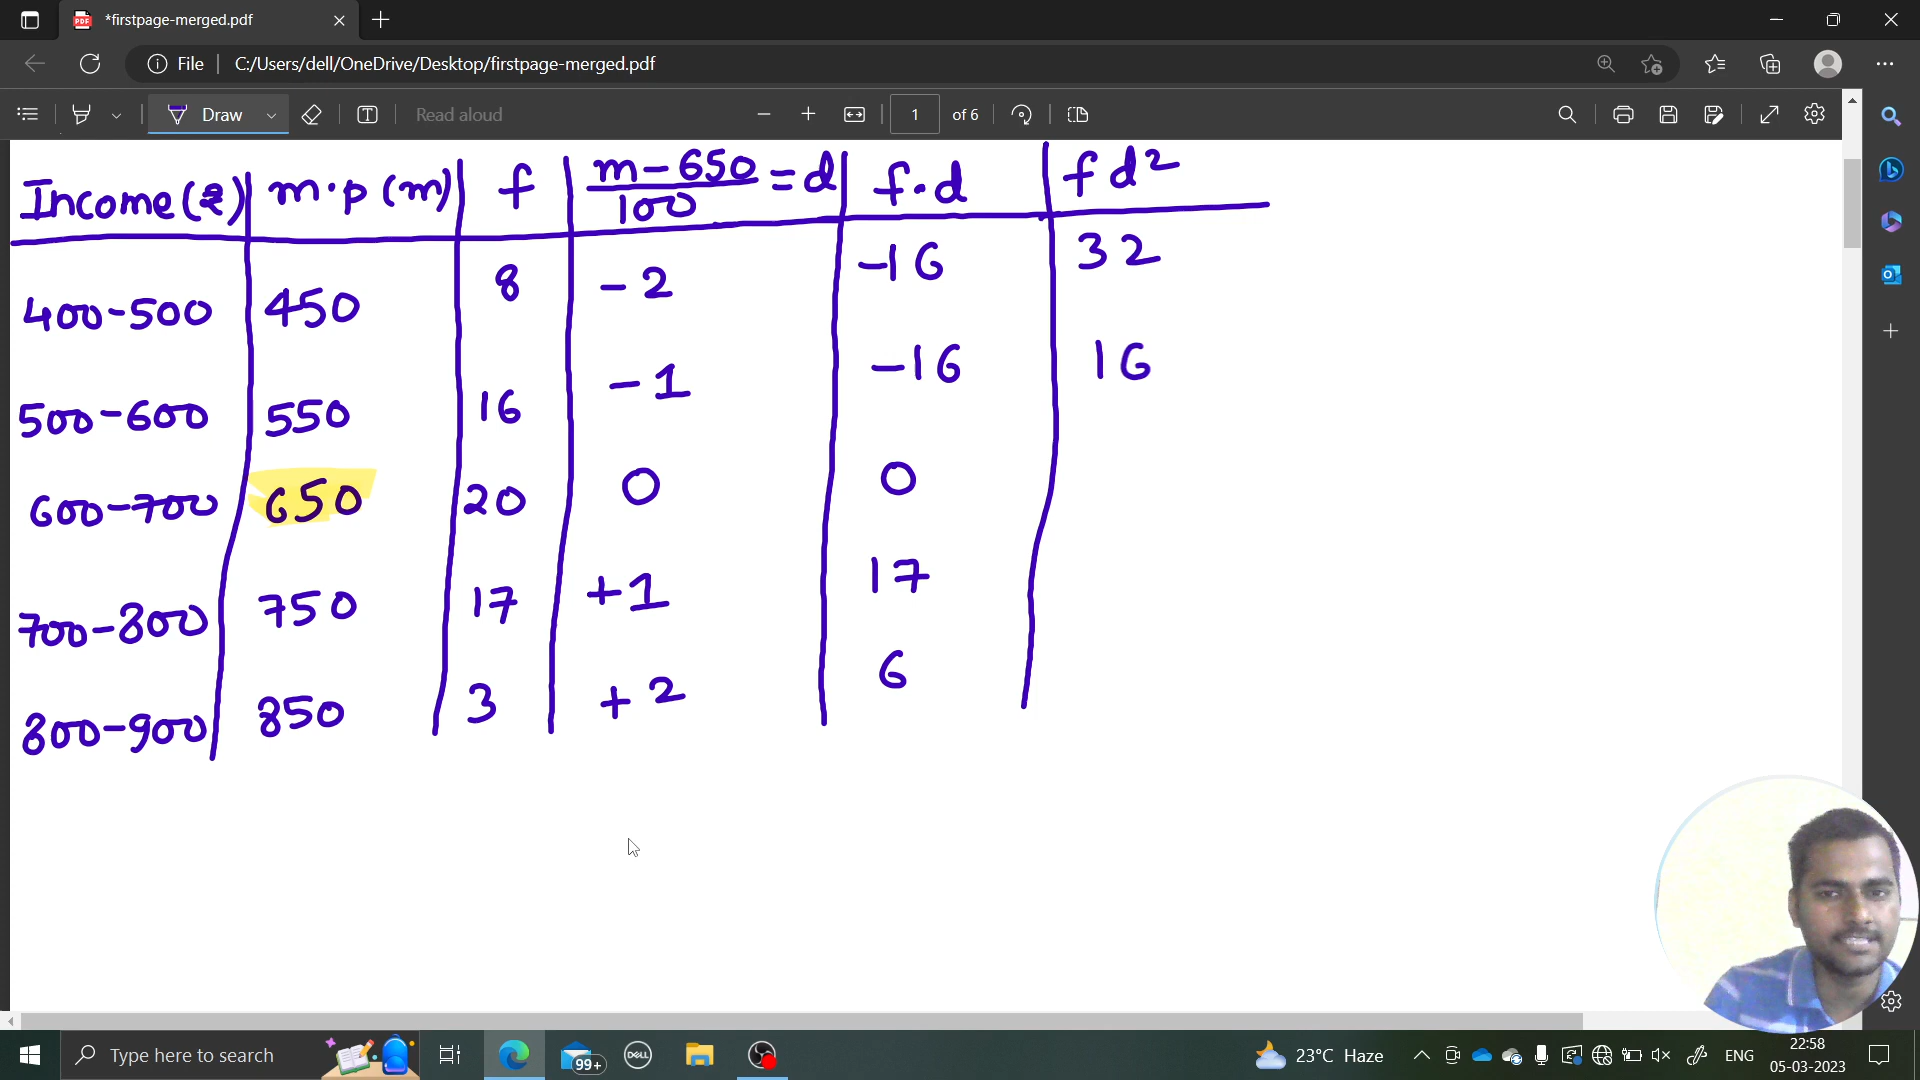 *firstpage-merged.pdf
File | C:/Users/dell/OneDrive/Desktop/firstpage-merged.pdf
Draw Read aloud 1 of 6
Income (₹) m.p (m) f m-650/100 = d f.d fd²
400-500 450 8 -2 -16 32
500-600 550 16 -1 -16 16
600-700 650 20 0 0
700-800 750 17 +1 17
800-900 850 3 +2 6
Type here to search 99+ DELL 23°C Haze ENG 22:58
05-03-2023